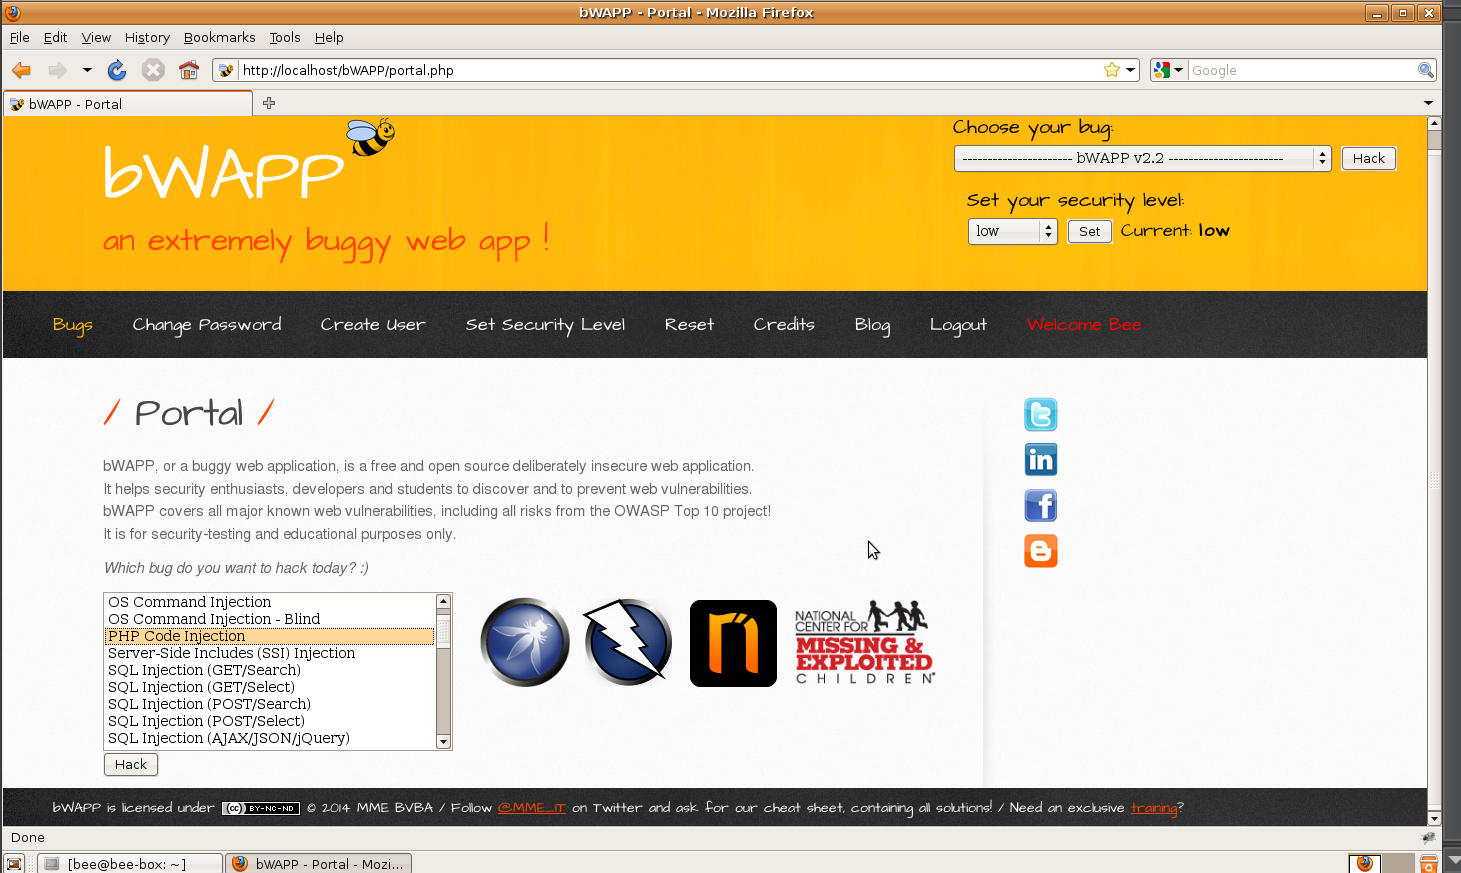 bWAPP - Portal - Mozilla Firefox
File Edit View History Bookmarks Tools Help
http://localhost/bWAPP/portal.php
Google
bWAPP - Portal
bWAPP
an extremely buggy web app !
Choose your bug:
---------------------- bWAPP v2.2 -----------------------
Hack
Set your security level:
low
Set
Current: low
Bugs Change Password Create User Set Security Level Reset Credits Blog Logout Welcome Bee
/ Portal /
bWAPP, or a buggy web application, is a free and open source deliberately insecure web application.
It helps security enthusiasts, developers and students to discover and to prevent web vulnerabilities.
bWAPP covers all major known web vulnerabilities, including all risks from the OWASP Top 10 project!
It is for security-testing and educational purposes only.
Which bug do you want to hack today? :)
OS Command Injection
OS Command Injection - Blind
PHP Code Injection
Server-Side Includes (SSI) Injection
SQL Injection (GET/Search)
SQL Injection (GET/Select)
SQL Injection (POST/Search)
SQL Injection (POST/Select)
SQL Injection (AJAX/JSON/jQuery)
Hack
n
NATIONAL
CENTER FOR
MISSING &
EXPLOITED
CHILDREN®
t
in
f
B
bWAPP is licensed under cc BY-NC-ND © 2014 MME BVBA / Follow @MME_IT on Twitter and ask for our cheat sheet, containing all solutions! / Need an exclusive training?
Done
[bee@bee-box: ~]
bWAPP - Portal - Mozi...